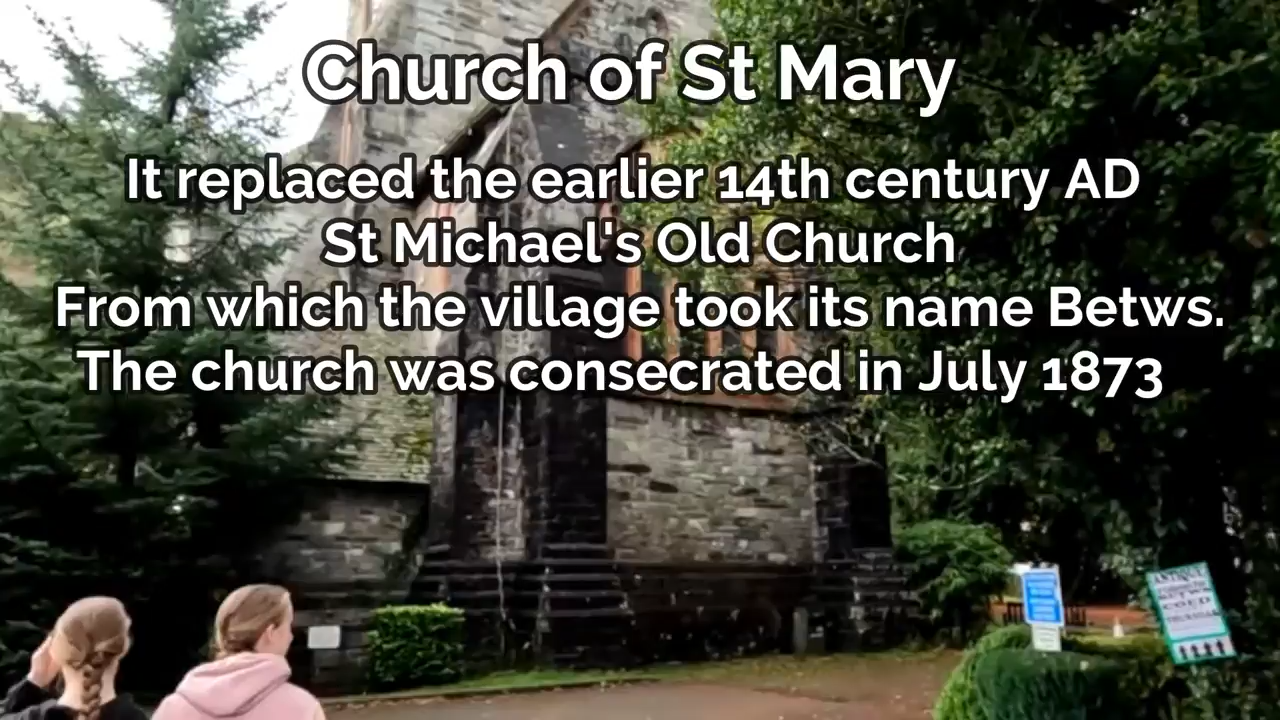 Church of St Mary
It replaced the earlier 14th century AD
St Michael's Old Church
From which the village took its name Betws.
The church was consecrated in July 1873
COED